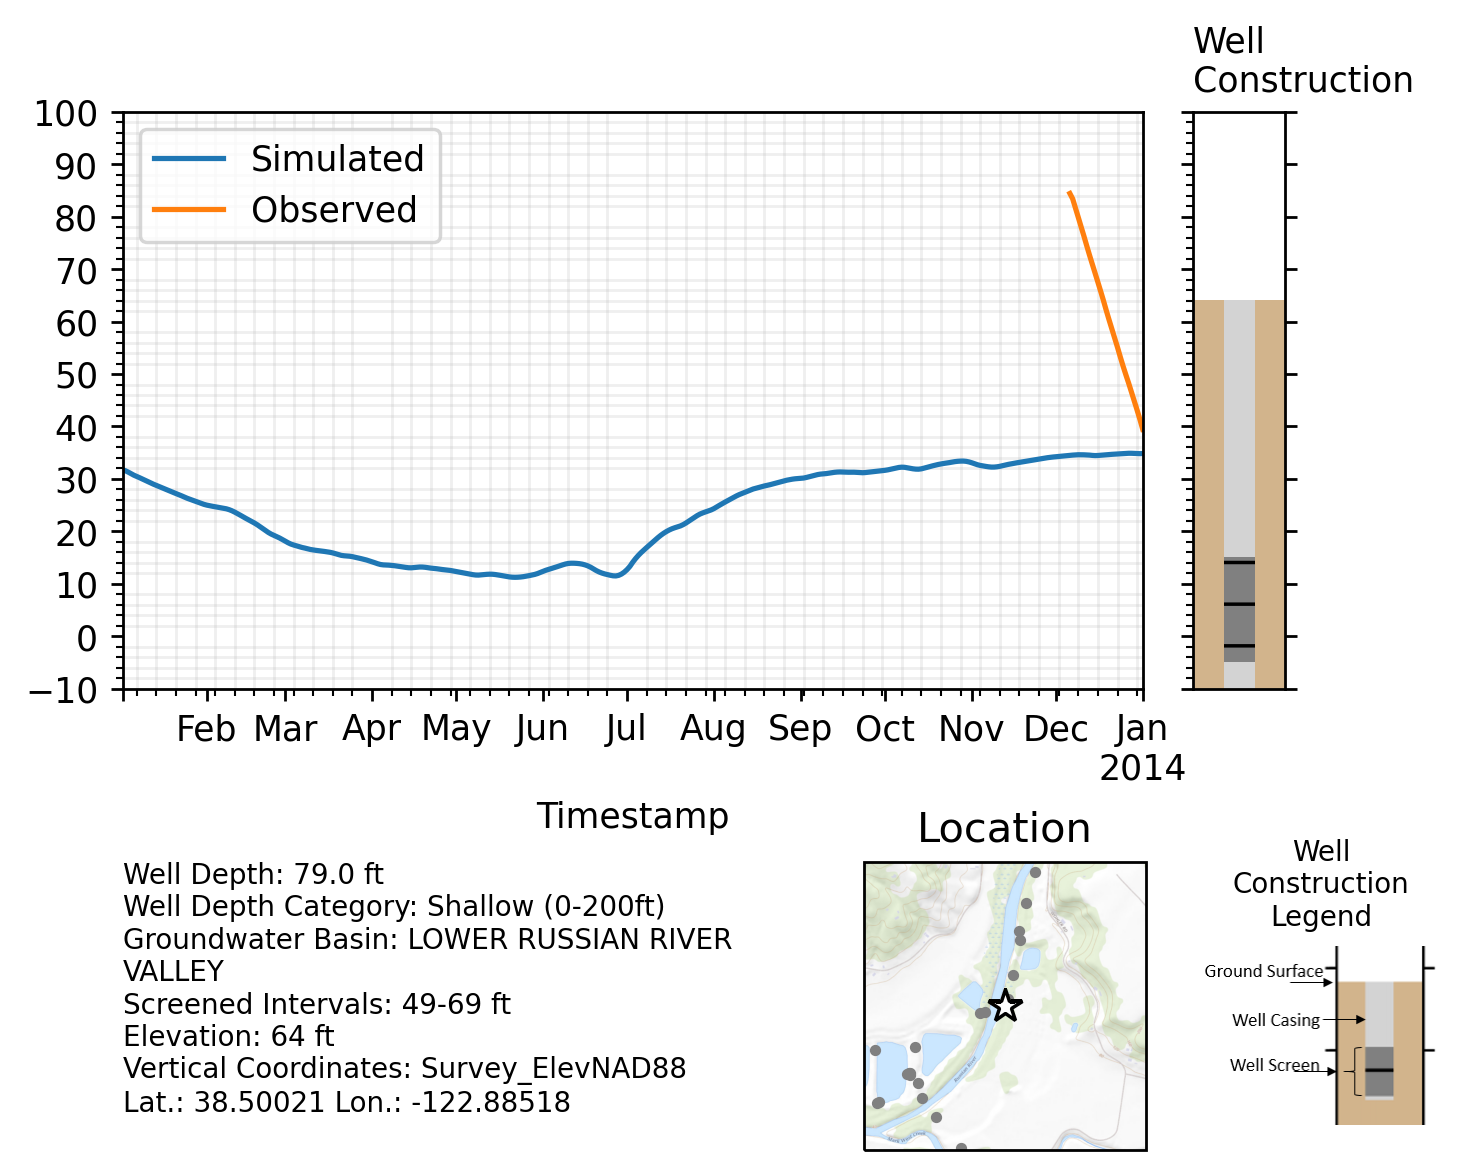 Well
Construction
100
90
80
70
60
50
40
30
20
10
0
−10
Simulated
Observed
Feb Mar Apr May Jun Jul Aug Sep Oct Nov Dec Jan
2014
Timestamp
Well Depth: 79.0 ft
Well Depth Category: Shallow (0-200ft)
Groundwater Basin: LOWER RUSSIAN RIVER
VALLEY
Screened Intervals: 49-69 ft
Elevation: 64 ft
Vertical Coordinates: Survey_ElevNAD88
Lat.: 38.50021 Lon.: -122.88518
Location
Well
Construction
Legend
Ground Surface
Well Casing
Well Screen